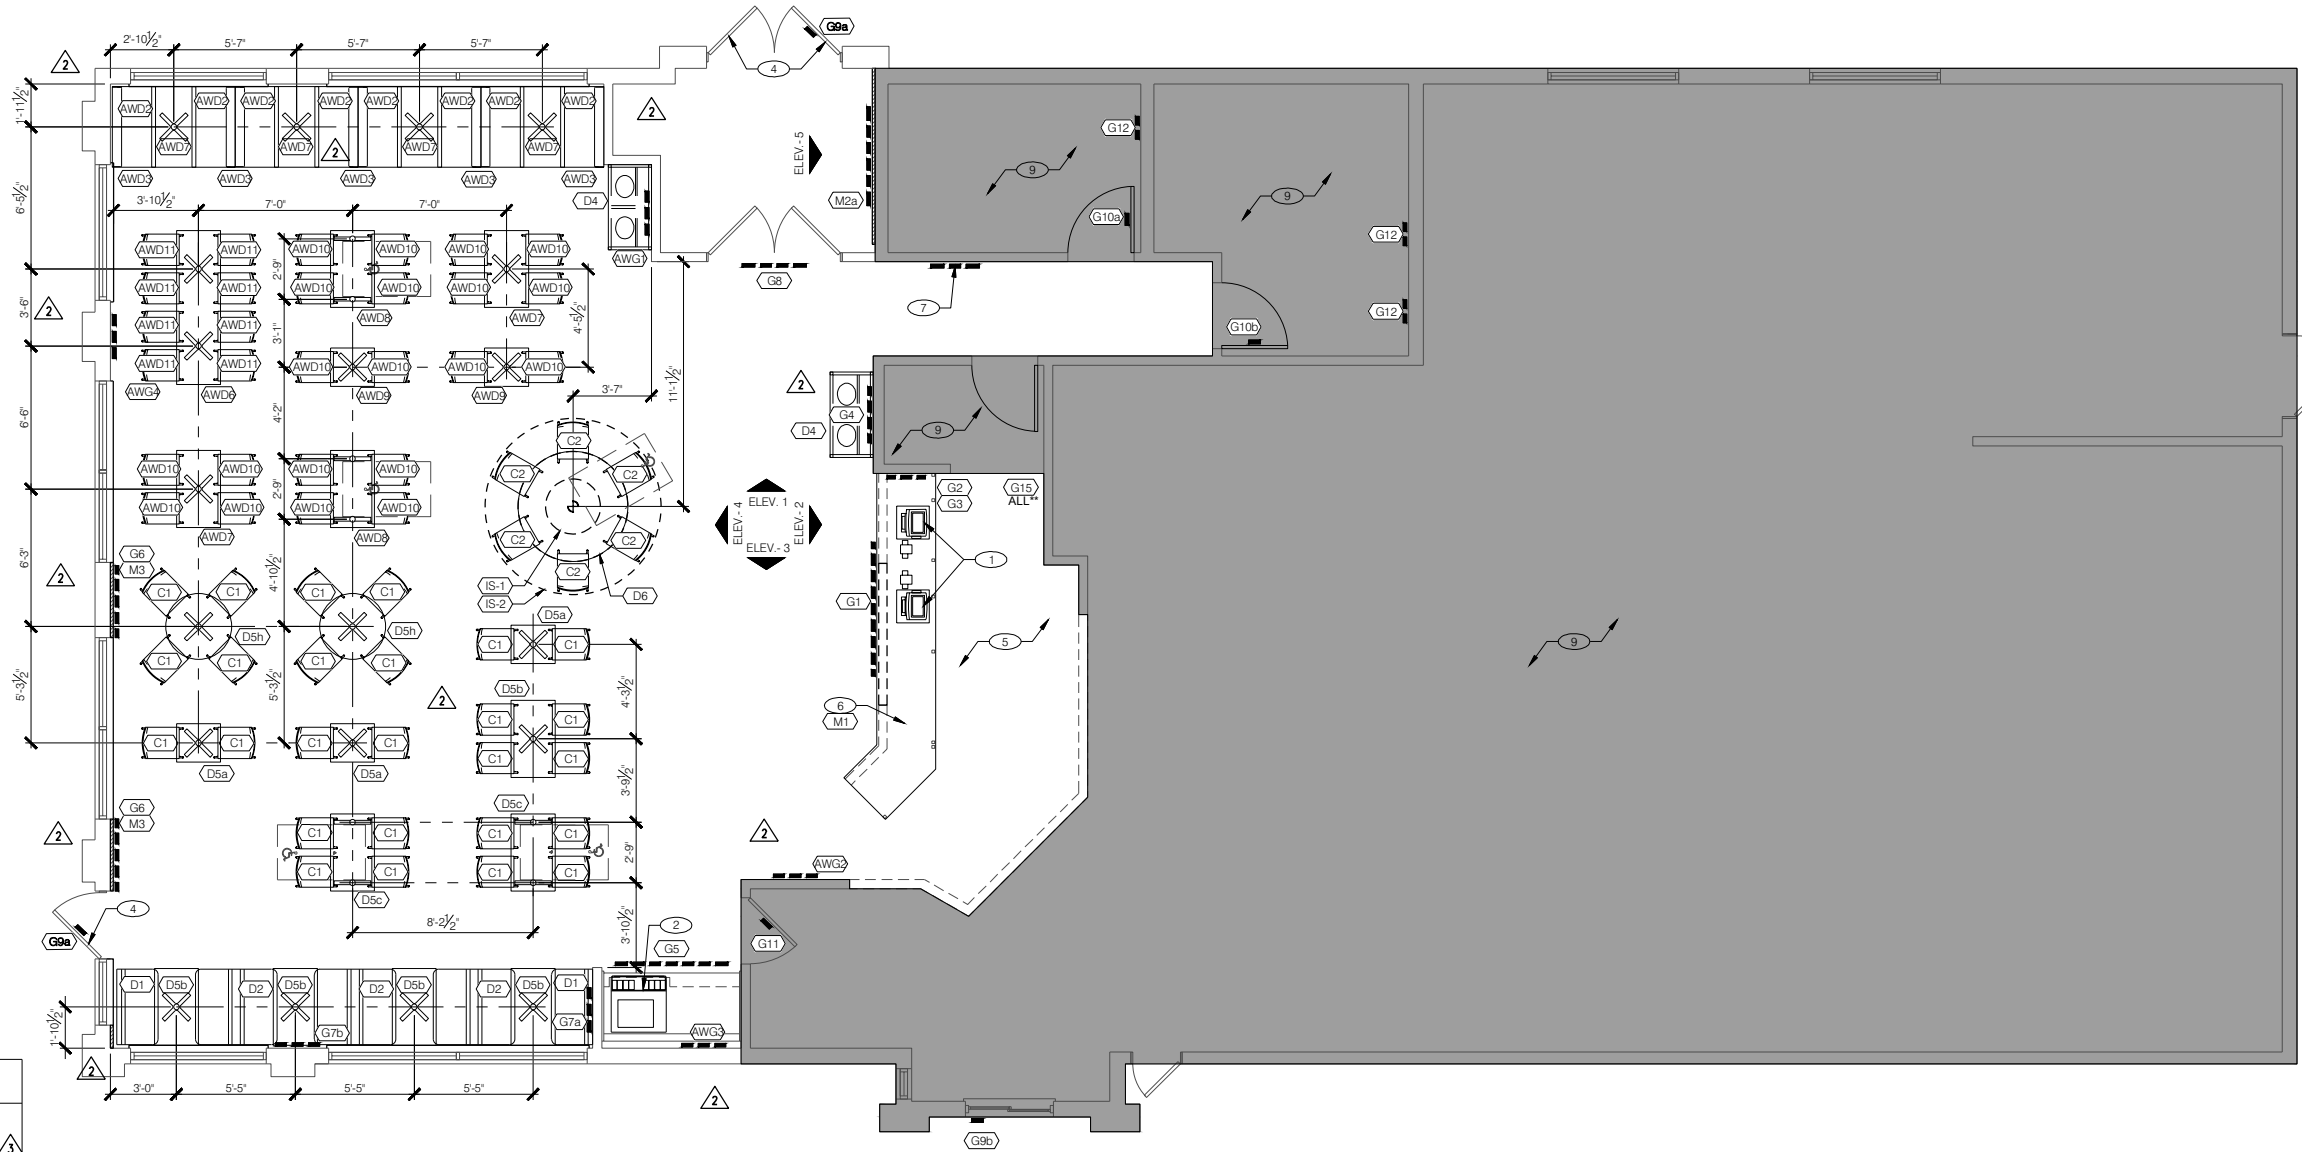 G9a
2'-10½" 5'-7" 5'-7" 5'-7"
2 4
1'-11½"
AWD2 AWD2 AWD2 AWD2 AWD2 AWD2 AWD2 AWD2
2
AWD7 AWD7 2 AWD7 AWD7
G12
ELEV.-5
9
AWD3 AWD3 AWD3 AWD3 AWD3
9
6'-5½"
3'-10½" 7'-0" 7'-0"
D4 M2a
G10a
G12
AWD11 AWD11 AWD10 AWD10 AWD10 AWD10
AWG1
2'-9"
G8
AWD11 AWD11 AWD10 AWD10 AWD10 AWD10
2 3'-6"
7
G12
AWD8 AWD7
4'-5½"
AWD11 AWD11
3'-1"
G10b
AWD11 AWD11 AWD10 AWD10 AWD10 AWD10
11'-1½"
2
AWG4 AWD6 AWD9 AWD9
3'-7"
6'-6"
4'-2"
G4
D4
9
C2
AWD10 AWD10 AWD10 AWD10
C2 C2
2'-9"
G2 G15
G3 ALL**
ELEV. 1
AWD10 AWD10 AWD10 AWD10
ELEV.- 4 ELEV.- 2
AWD7 AWD8
C2 C2
ELEV.- 3
G6
M3
1
6'-3"
2
C2
4'-10½"
IS-1
IS-2
D6
C1 C1 C1 C1
G1
D5a
D5h D5h
C1 C1
5
9
C1 C1 C1 C1
5'-3½"
5'-3½"
D5b
2
4'-3½"
6
M1
C1 C1
C1 C1 C1 C1
C1 C1
D5a D5a
3'-9½"
G6
M3
D5c
2
C1 C1 C1 C1
2
2'-9"
AWG2
C1 C1 C1 C1
D5c
4
8'-2½"
3'-10½"
2
G5
G9a
G11
D1 D5b D2 D5b D2 D5b D2 D5b D1
1'-10½"
G7b
G7a
AWG3
2
3'-0" 5'-5" 5'-5" 5'-5"
2
3
G9b